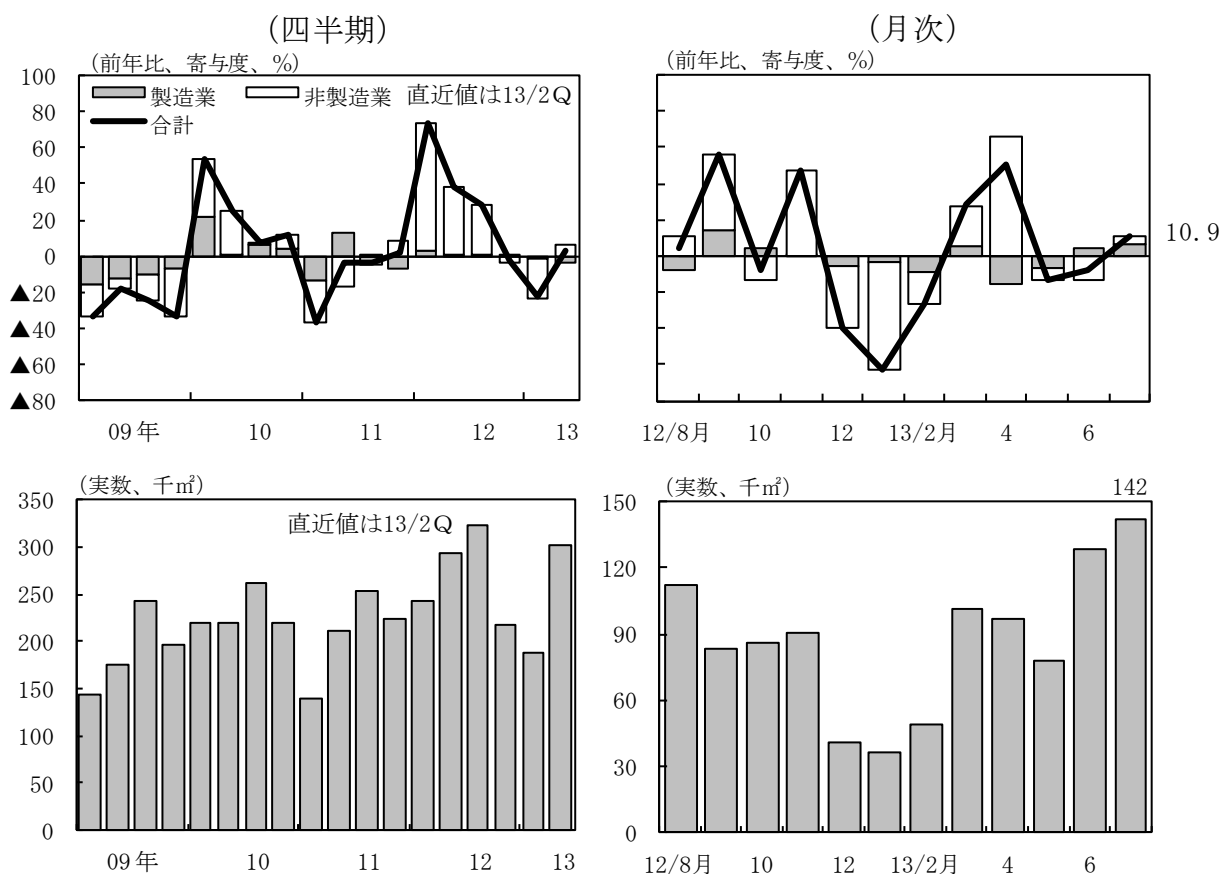 (四半期)
(前年比、寄与度、%)
100
80
60
40
20
0
▲20
▲40
▲60
▲80
製造業
非製造業
直近値は13/2Q
合計
09年
10
11
12
13
(月次)
(前年比、寄与度、%)
10.9
12/8月
10
12
13/2月
4
6
(実数、千㎡)
350
300
250
200
150
100
50
0
直近値は13/2Q
09年
10
11
12
13
(実数、千㎡)
142
150
120
90
60
30
0
12/8月
10
12
13/2月
4
6